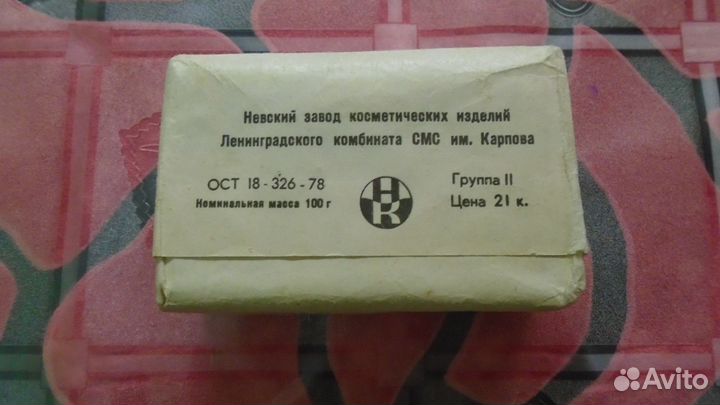 Невский завод косметических изделий
Ленинградского комбината СМС им. Карпова
ОСТ 18-326-78
Номинальная масса 100 г
НК
Группа II
Цена 21 к.
Avito